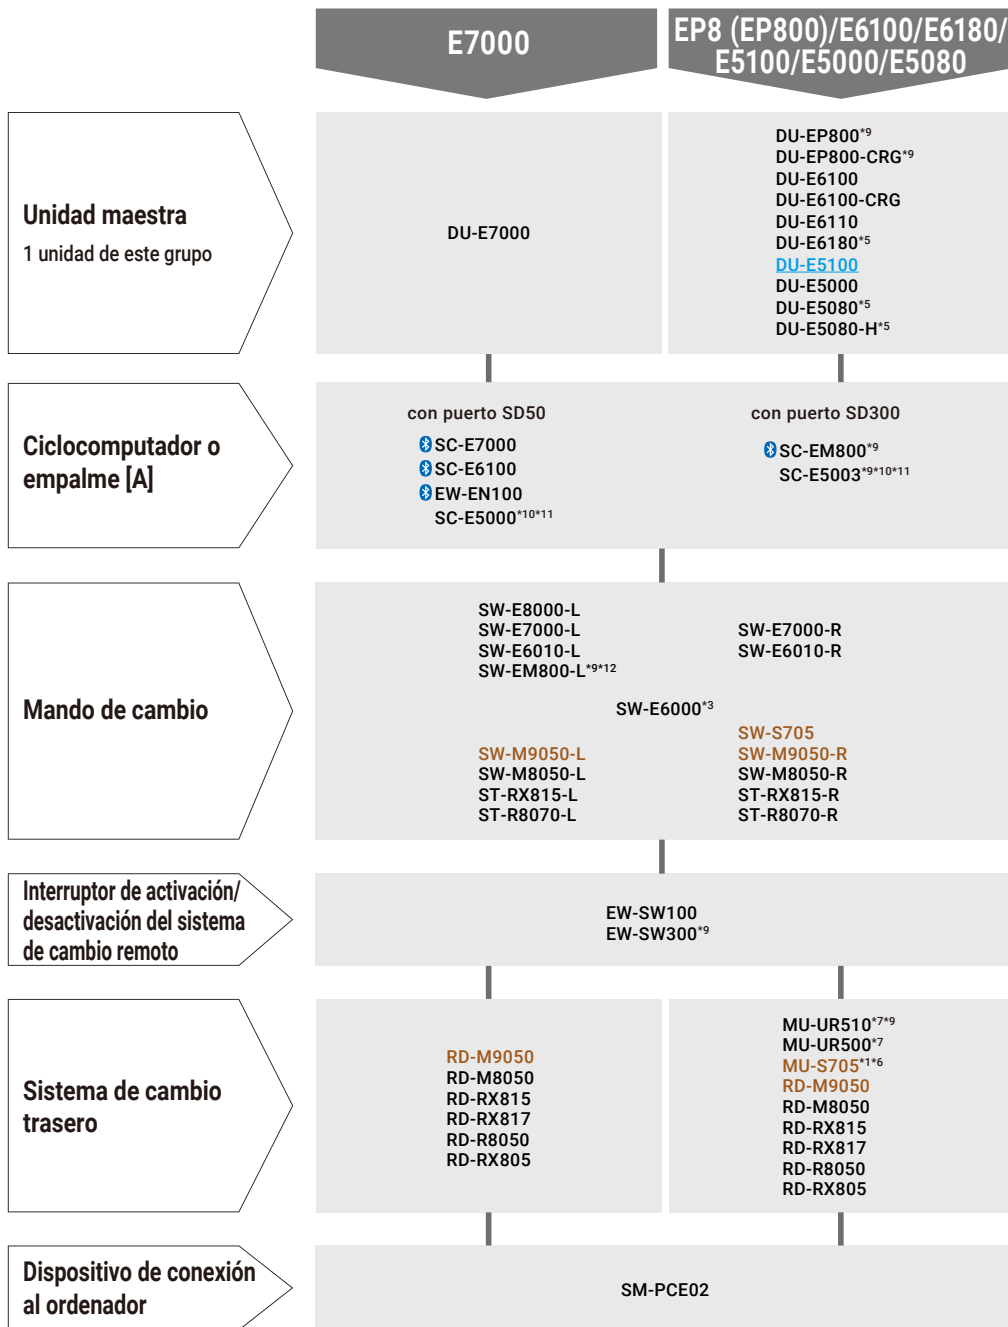 E7000
EP8 (EP800)/E6100/E6180/
E5100/E5000/E5080
Unidad maestra
1 unidad de este grupo
DU-E7000
DU-EP800*9
DU-EP800-CRG*9
DU-E6100
DU-E6100-CRG
DU-E6110
DU-E6180*5
DU-E5100
DU-E5000
DU-E5080*5
DU-E5080-H*5
Ciclocomputador o
empalme [A]
con puerto SD50
SC-E7000
SC-E6100
EW-EN100
SC-E5000*10*11
con puerto SD300
SC-EM800*9
SC-E5003*9*10*11
Mando de cambio
SW-E8000-L
SW-E7000-L
SW-E6010-L
SW-EM800-L*9*12
SW-E7000-R
SW-E6010-R
SW-E6000*3
SW-M9050-L
SW-M8050-L
ST-RX815-L
ST-R8070-L
SW-S705
SW-M9050-R
SW-M8050-R
ST-RX815-R
ST-R8070-R
Interruptor de activación/
desactivación del sistema
de cambio remoto
EW-SW100
EW-SW300*9
Sistema de cambio
trasero
RD-M9050
RD-M8050
RD-RX815
RD-RX817
RD-R8050
RD-RX805
MU-UR510*7*9
MU-UR500*7
MU-S705*1*6
RD-M9050
RD-M8050
RD-RX815
RD-RX817
RD-R8050
RD-RX805
Dispositivo de conexión
al ordenador
SM-PCE02